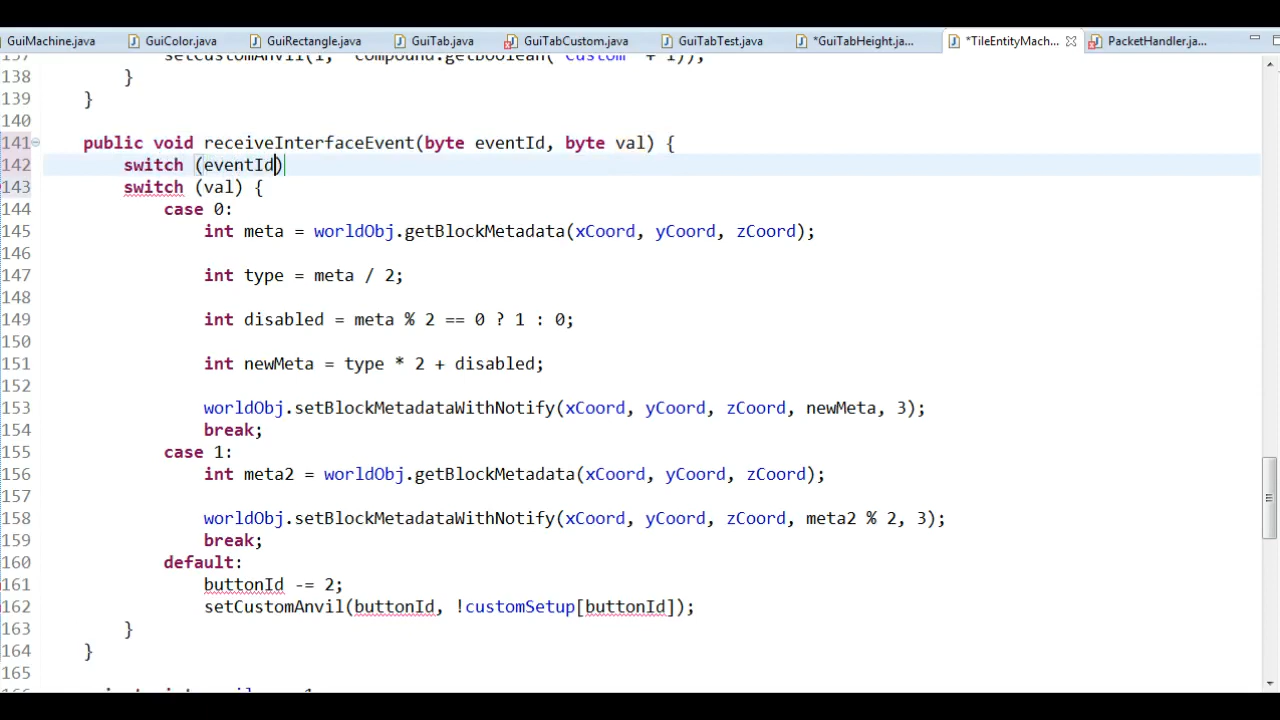 GuiMachine.java GuiColor.java GuiRectangle.java GuiTab.java GuiTabCustom.java GuiTabTest.java *GuiTabHeight.ja... *TileEntityMach... PacketHandler.ja...
137 setCustomAnvil(i, compound.getBoolean("Custom" + i));
138 }
139 }
140
141 public void receiveInterfaceEvent(byte eventId, byte val) {
142 switch (eventId)
143 switch (val) {
144 case 0:
145 int meta = worldObj.getBlockMetadata(xCoord, yCoord, zCoord);
146
147 int type = meta / 2;
148
149 int disabled = meta % 2 == 0 ? 1 : 0;
150
151 int newMeta = type * 2 + disabled;
152
153 worldObj.setBlockMetadataWithNotify(xCoord, yCoord, zCoord, newMeta, 3);
154 break;
155 case 1:
156 int meta2 = worldObj.getBlockMetadata(xCoord, yCoord, zCoord);
157
158 worldObj.setBlockMetadataWithNotify(xCoord, yCoord, zCoord, meta2 % 2, 3);
159 break;
160 default:
161 buttonId -= 2;
162 setCustomAnvil(buttonId, !customSetup[buttonId]);
163 }
164 }
165